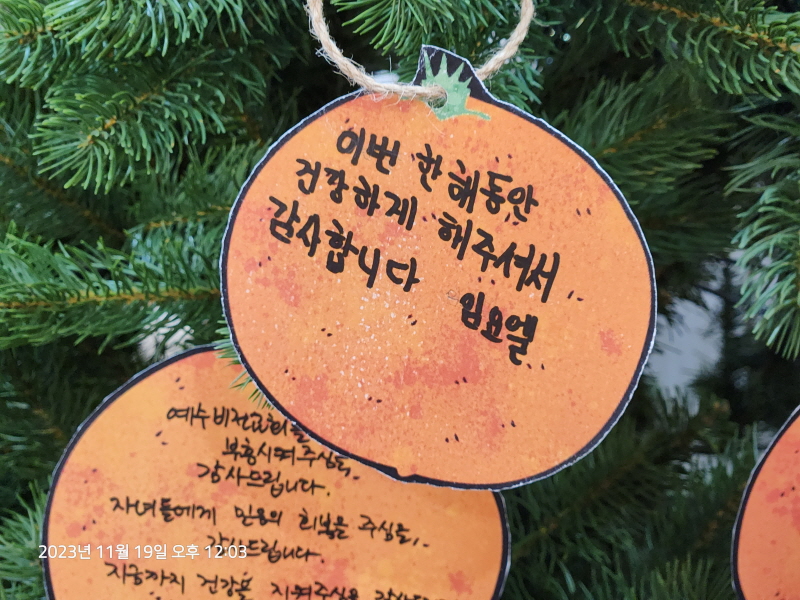 이번 한 해동안
건강하게 해주셔서
감사합니다
임요엘
예수비전교회를
부흥시켜주심을,
감사드립니다.
자녀들에게 믿음의 회복을 주심을,..
감사드립니다
지금까지 건강을 지켜주심을
2023년 11월 19일 오후 12:03